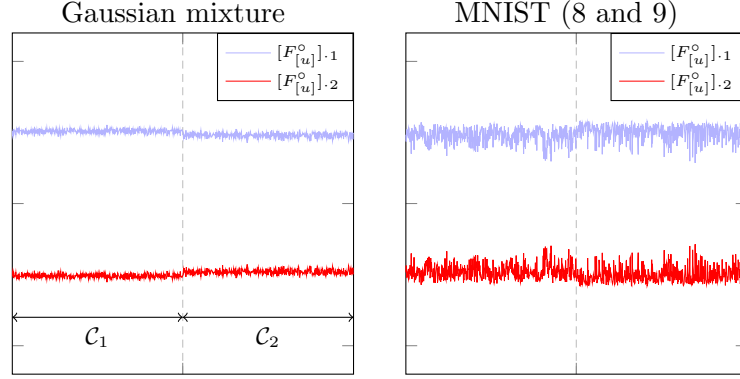 Gaussian mixture
[F°[u]]·1
[F°[u]]·2
C1
C2
MNIST (8 and 9)
[F°[u]]·1
[F°[u]]·2